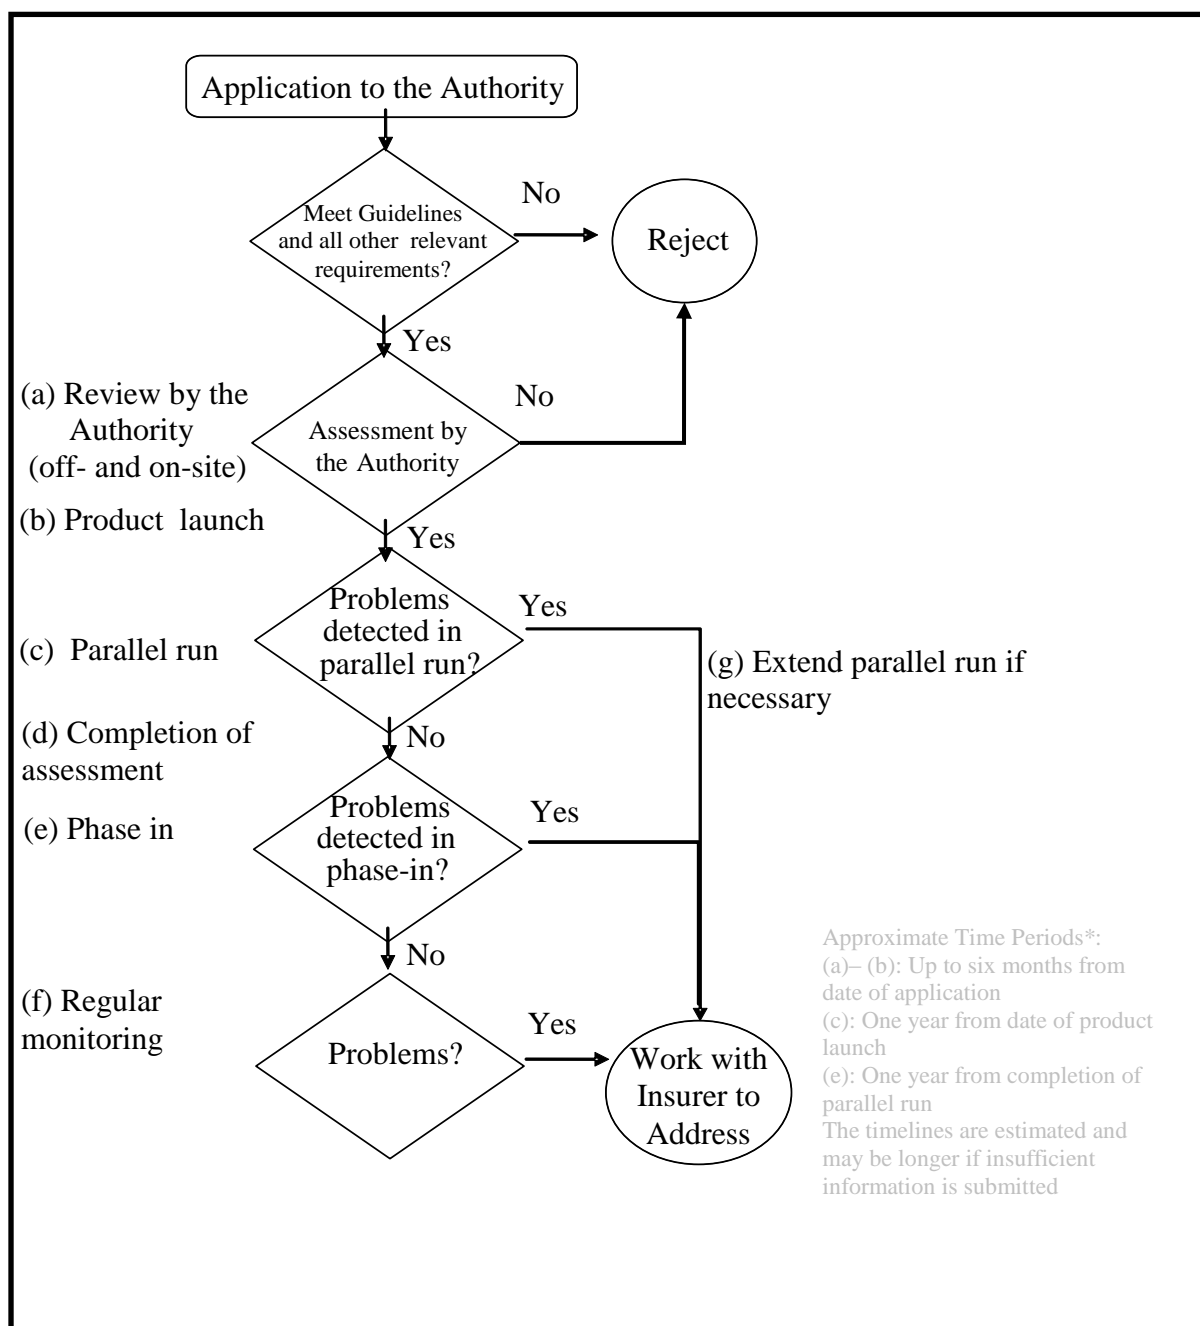 Application to the Authority
No
Meet Guidelines
and all other relevant
requirements?
Reject
Yes
(a) Review by the
Authority
(off- and on-site)
No
Assessment by
the Authority
(b) Product launch
Yes
Problems
detected in
parallel run?
Yes
(c) Parallel run
(g) Extend parallel run if
necessary
(d) Completion of
assessment
No
Problems
detected in
phase-in?
Yes
(e) Phase in
No
Approximate Time Periods*:
(a)– (b): Up to six months from
date of application
(c): One year from date of product
launch
(e): One year from completion of
parallel run
The timelines are estimated and
may be longer if insufficient
information is submitted
(f) Regular
monitoring
Problems?
Yes
Work with
Insurer to
Address